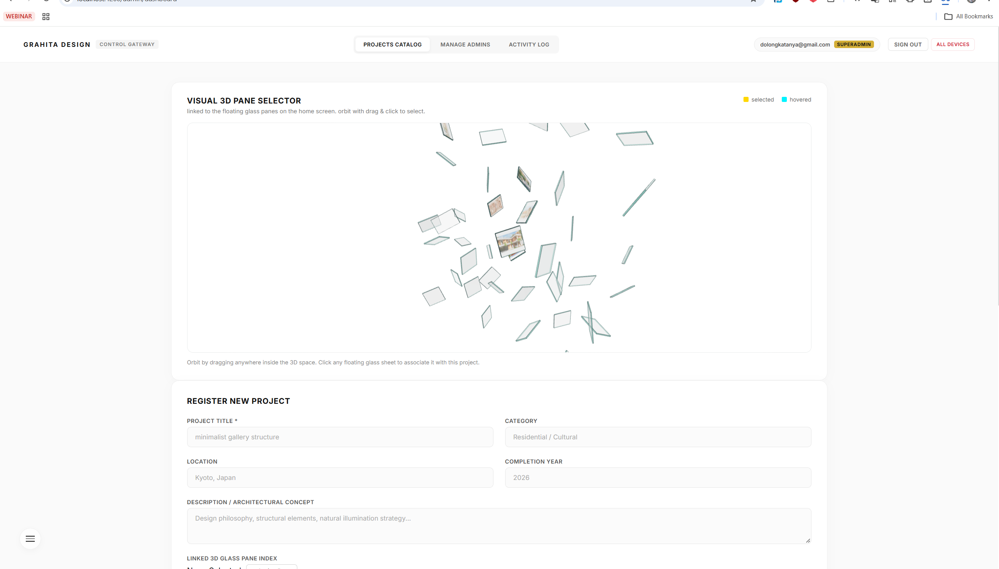 WEBINAR
All Bookmarks
GRAHITA DESIGN CONTROL GATEWAY PROJECTS CATALOG MANAGE ADMINS ACTIVITY LOG dolongkatanya@gmail.com SUPERADMIN SIGN OUT ALL DEVICES
VISUAL 3D PANE SELECTOR
selected hovered
linked to the floating glass panes on the home screen. orbit with drag & click to select.
Orbit by dragging anywhere inside the 3D space. Click any floating glass sheet to associate it with this project.
REGISTER NEW PROJECT
PROJECT TITLE * CATEGORY
minimalist gallery structure Residential / Cultural
LOCATION COMPLETION YEAR
Kyoto, Japan 2026
DESCRIPTION / ARCHITECTURAL CONCEPT
Design philosophy, structural elements, natural illumination strategy...
LINKED 3D GLASS PANE INDEX